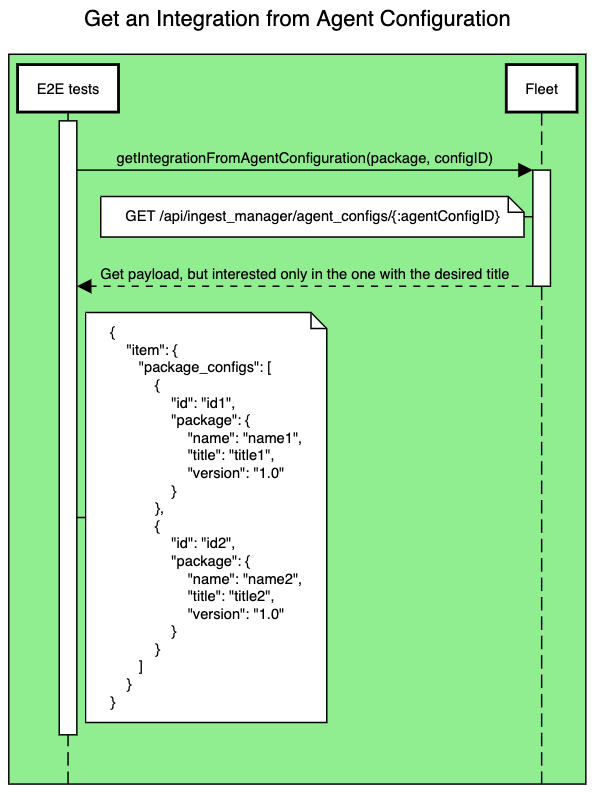 Get an Integration from Agent Configuration
E2E tests
Fleet
getIntegrationFromAgentConfiguration(package, configID)
GET /api/ingest_manager/agent_configs/{:agentConfigID}
Get payload, but interested only in the one with the desired title
{
"item": {
"package_configs": [
{
"id": "id1",
"package": {
"name": "name1",
"title": "title1",
"version": "1.0"
}
},
{
"id": "id2",
"package": {
"name": "name2",
"title": "title2",
"version": "1.0"
}
}
]
}
}